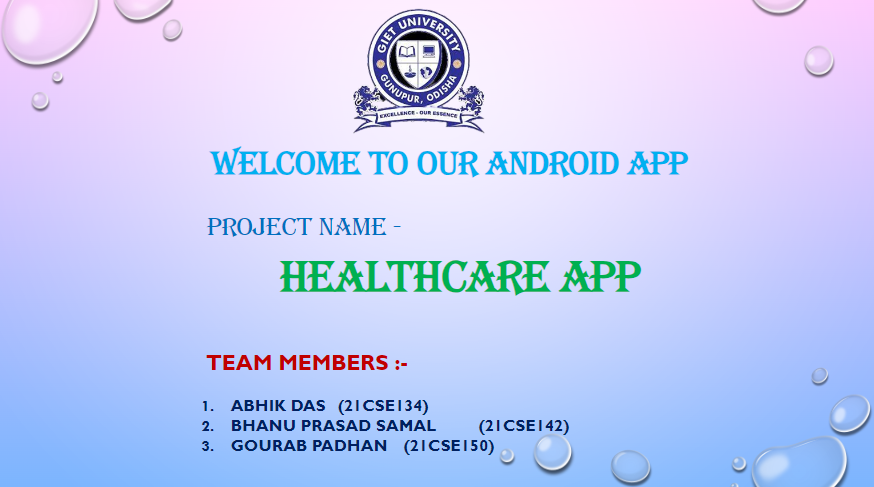 GIET UNIVERSITY
GUNUPUR, ODISHA
EXCELLENCE - OUR ESSENCE
WELCOME TO OUR ANDROID APP
PROJECT NAME -
HEALTHCARE APP
TEAM MEMBERS :-
1. ABHIK DAS (21CSE134)
2. BHANU PRASAD SAMAL (21CSE142)
3. GOURAB PADHAN (21CSE150)